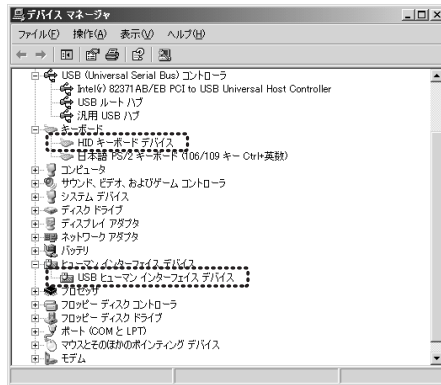 デバイス マネージャ
ファイル(F) 操作(A) 表示(V) ヘルプ(H)
USB (Universal Serial Bus) コントローラ
Intel(r) 82371AB/EB PCI to USB Universal Host Controller
USB ルート ハブ
汎用 USB ハブ
キーボード
HID キーボード デバイス
日本語 PS/2 キーボード (106/109 キー Ctrl+英数)
コンピュータ
サウンド、ビデオ、およびゲーム コントローラ
システム デバイス
ディスク ドライブ
ディスプレイ アダプタ
ネットワーク アダプタ
バッテリ
ヒューマン インターフェイス デバイス
USB ヒューマン インターフェイス デバイス
プロセッサ
フロッピー ディスク コントローラ
フロッピー ディスク ドライブ
ポート (COM と LPT)
マウスとそのほかのポインティング デバイス
モデム